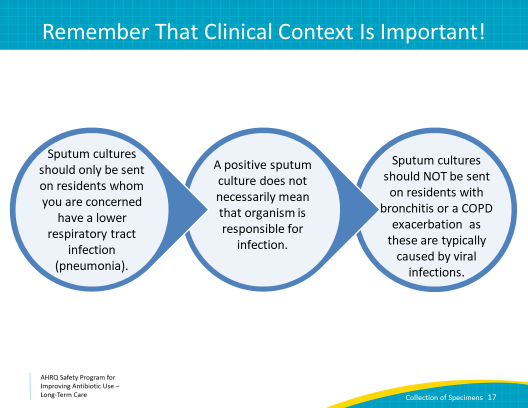 Remember That Clinical Context Is Important!
Sputum cultures
should only be sent
on residents whom
you are concerned
have a lower
respiratory tract
infection
(pneumonia).
A positive sputum
culture does not
necessarily mean
that organism is
responsible for
infection.
Sputum cultures
should NOT be sent
on residents with
bronchitis or a COPD
exacerbation as
these are typically
caused by viral
infections.
AHRQ Safety Program for
Improving Antibiotic Use –
Long-Term Care
Collection of Specimens 17